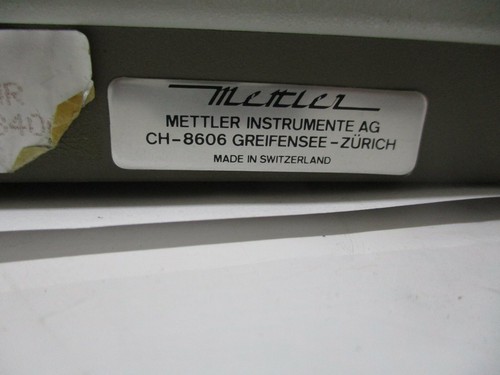 Mettler
METTLER INSTRUMENTE AG
CH-8606 GREIFENSEE-ZÜRICH
MADE IN SWITZERLAND